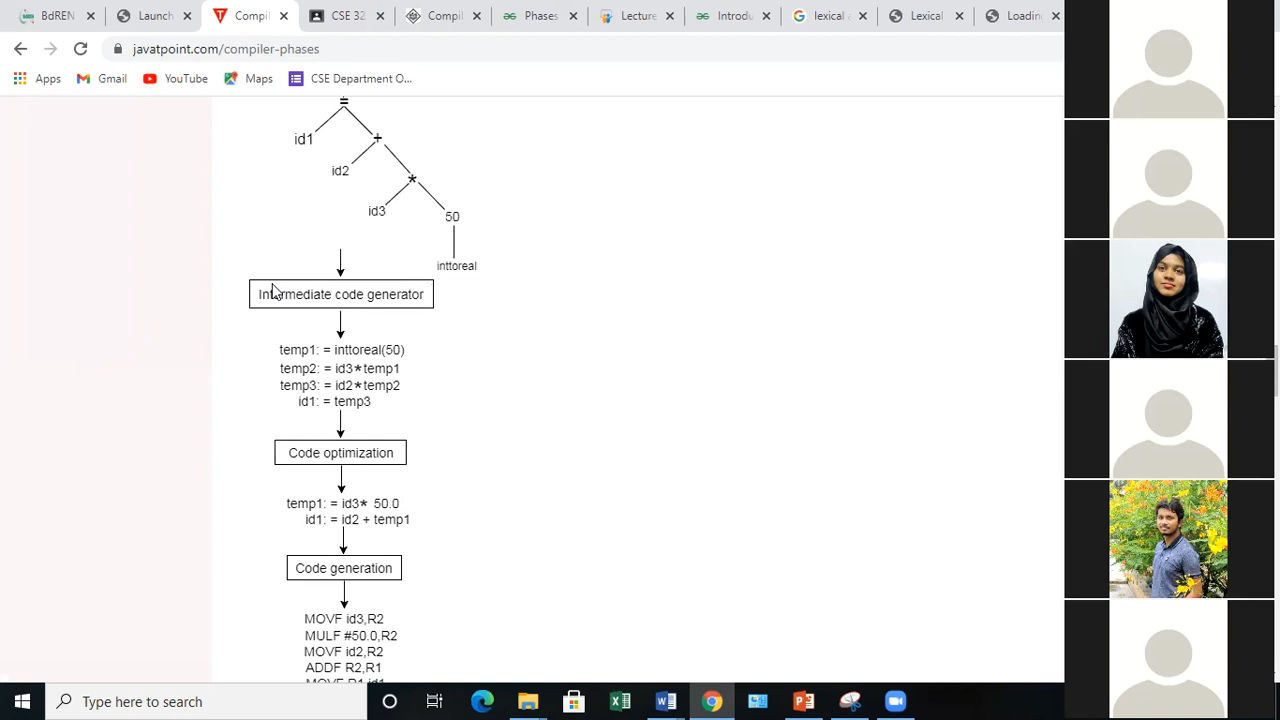 BdREN
Launch
Compil
CSE 32
Compil
Phases
Lecture
Introdu
lexical a
Lexical
Loading
javatpoint.com/compiler-phases
Apps
Gmail
YouTube
Maps
CSE Department O...
=
id1
+
id2
*
id3
50
inttoreal
Intermediate code generator
temp1: = inttoreal(50)
temp2: = id3*temp1
temp3: = id2*temp2
id1: = temp3
Code optimization
temp1: = id3* 50.0
id1: = id2 + temp1
Code generation
MOVF id3,R2
MULF #50.0,R2
MOVF id2,R2
ADDF R2,R1
Type here to search